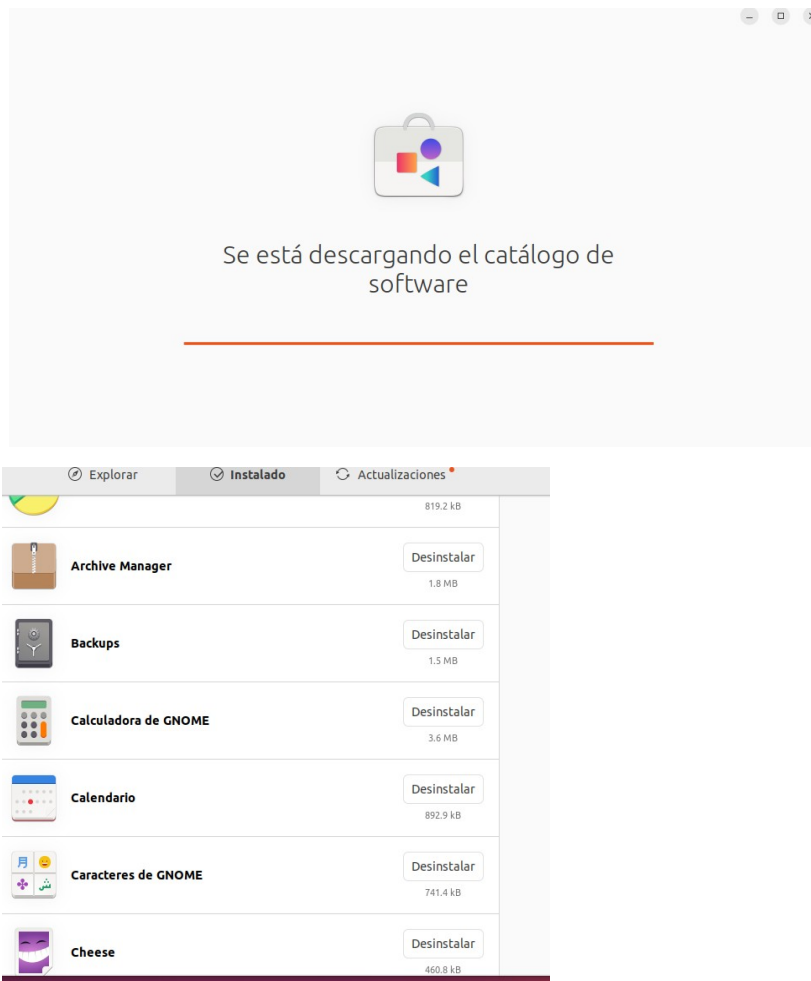 Se está descargando el catálogo de
software
Explorar
Instalado
Actualizaciones
819.2 kB
Archive Manager
Desinstalar
1.8 MB
Backups
Desinstalar
1.5 MB
Calculadora de GNOME
Desinstalar
3.6 MB
Calendario
Desinstalar
892.9 kB
月
ش
Caracteres de GNOME
Desinstalar
741.4 kB
Cheese
Desinstalar
460.8 kB